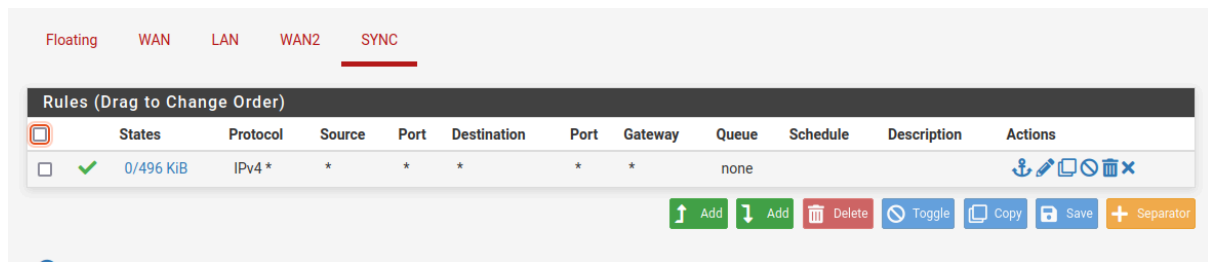 Floating WAN LAN WAN2 SYNC
Rules (Drag to Change Order)
States Protocol Source Port Destination Port Gateway Queue Schedule Description Actions
0/496 KiB IPv4 * * * * * * none
Add Add Delete Toggle Copy Save Separator